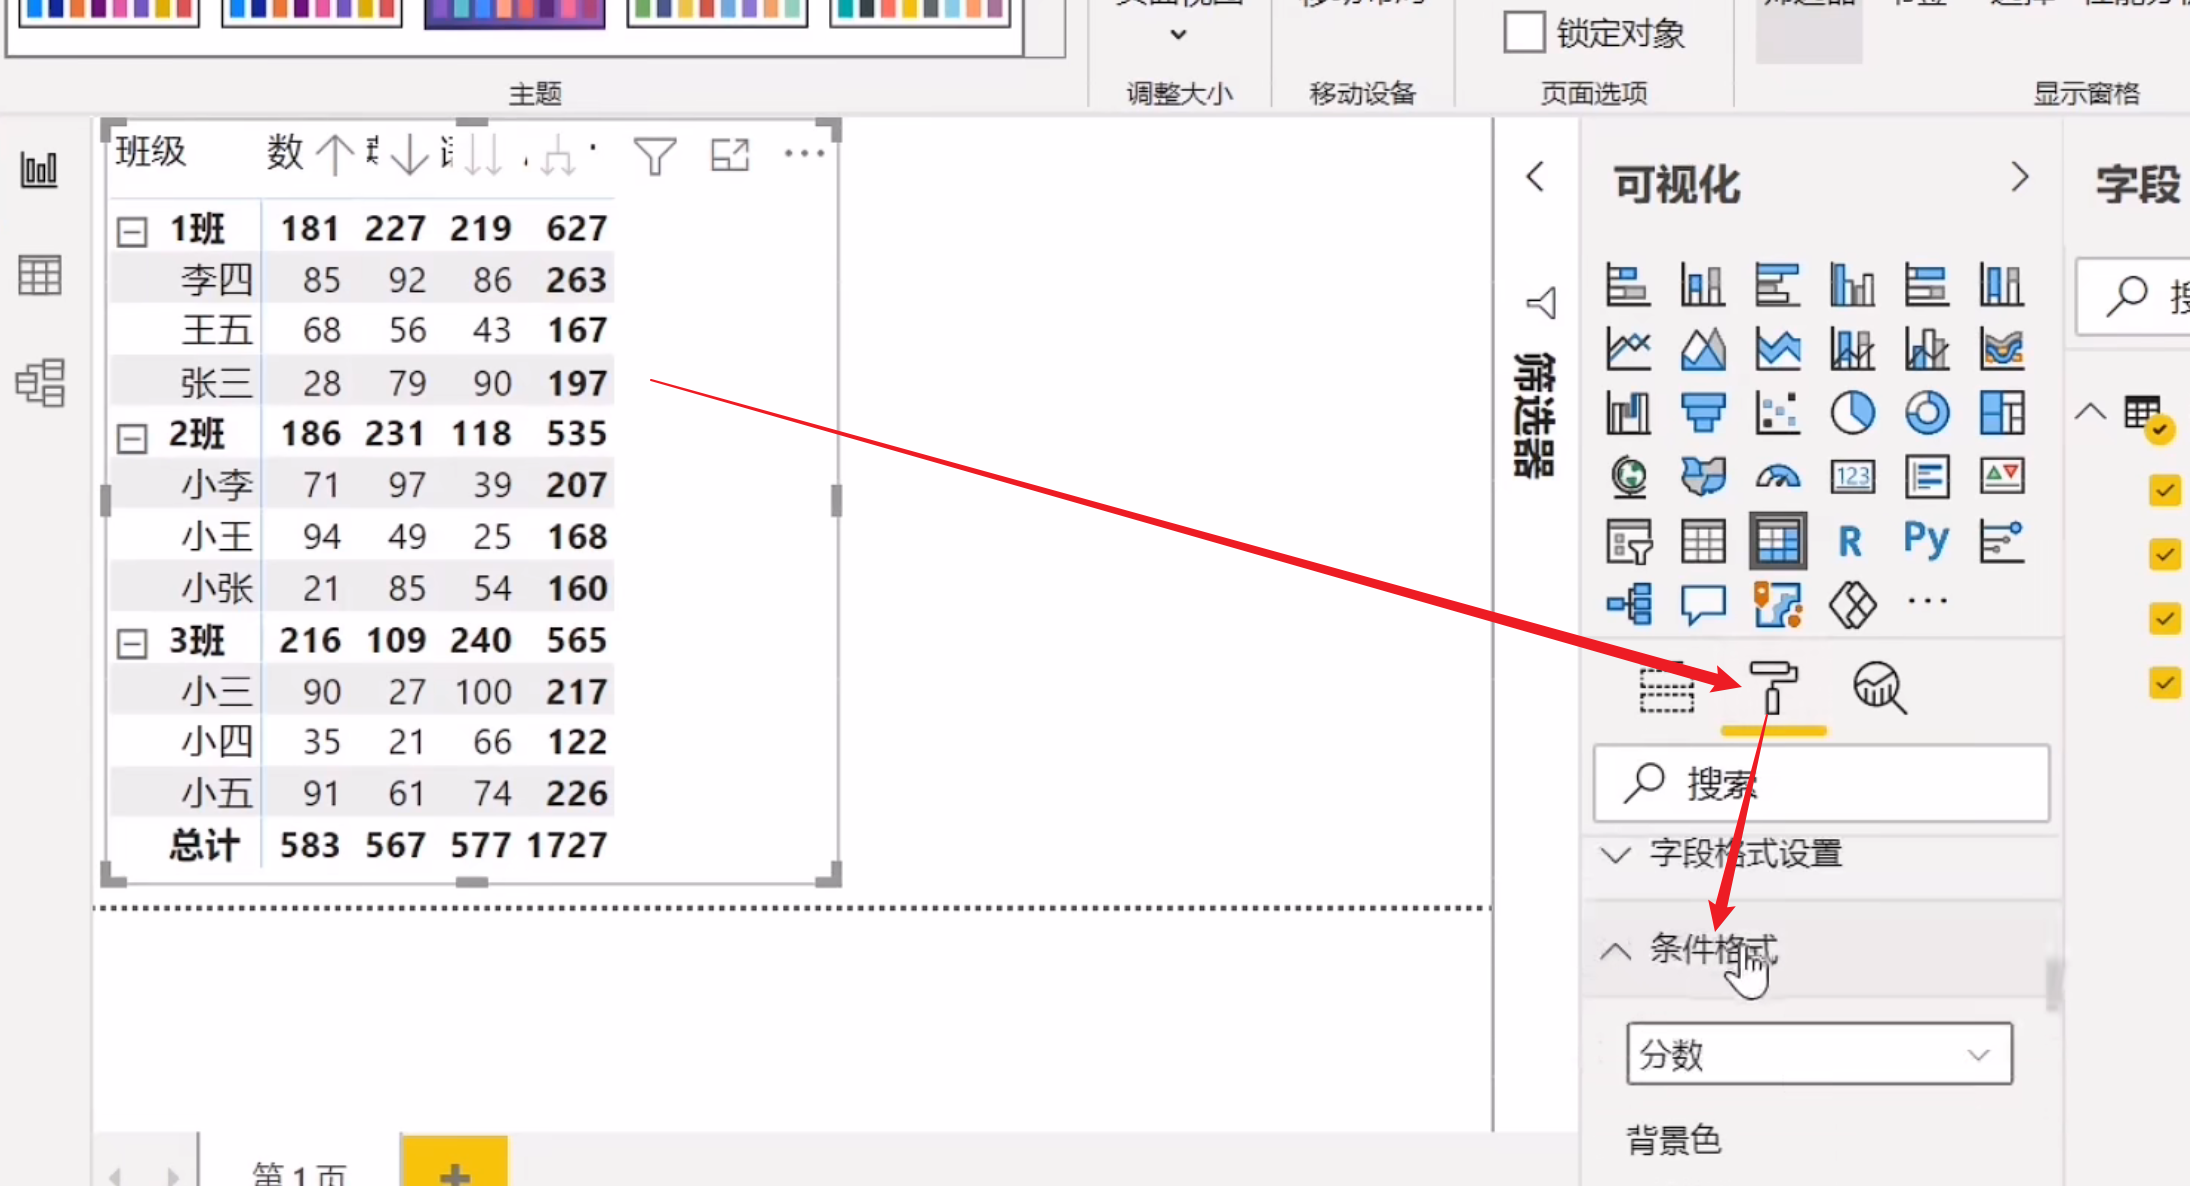 锁定对象
主题
调整大小
移动设备
页面选项
显示窗格
班级 数
1班 181 227 219 627
李四 85 92 86 263
王五 68 56 43 167
张三 28 79 90 197
2班 186 231 118 535
小李 71 97 39 207
小王 94 49 25 168
小张 21 85 54 160
3班 216 109 240 565
小三 90 27 100 217
小四 35 21 66 122
小五 91 61 74 226
总计 583 567 577 1727
筛选器
可视化
123
R
Py
搜索
字段格式设置
条件格式
分数
背景色
字段
搜
第 1 页
+